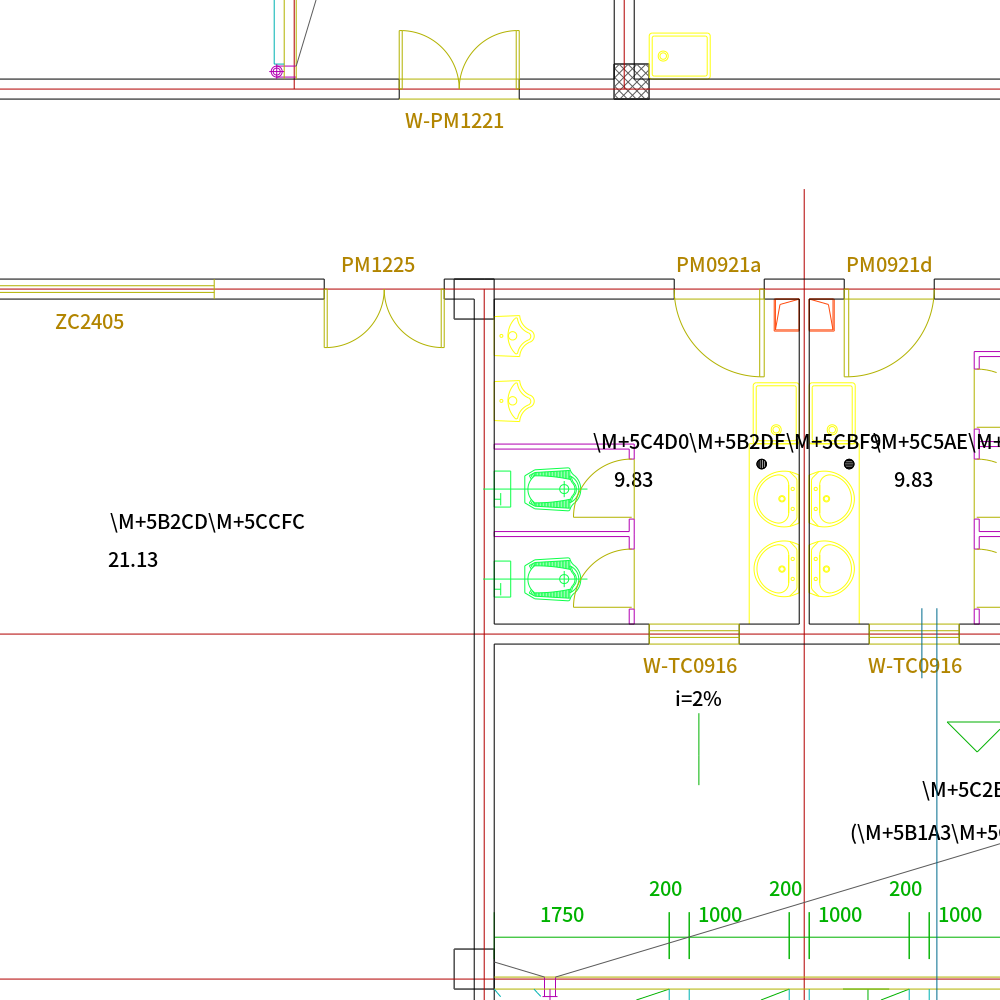 W-PM1221
PM1225
PM0921a
PM0921d
ZC2405
\M+5C4D0\M+5B2DE\M+5CBF9
\M+5C5AE\M+
9.83
9.83
\M+5B2CD\M+5CCFC
21.13
W-TC0916
W-TC0916
i=2%
\M+5C2
(\M+5B1A3\M+5
200
200
200
1750
1000
1000
1000